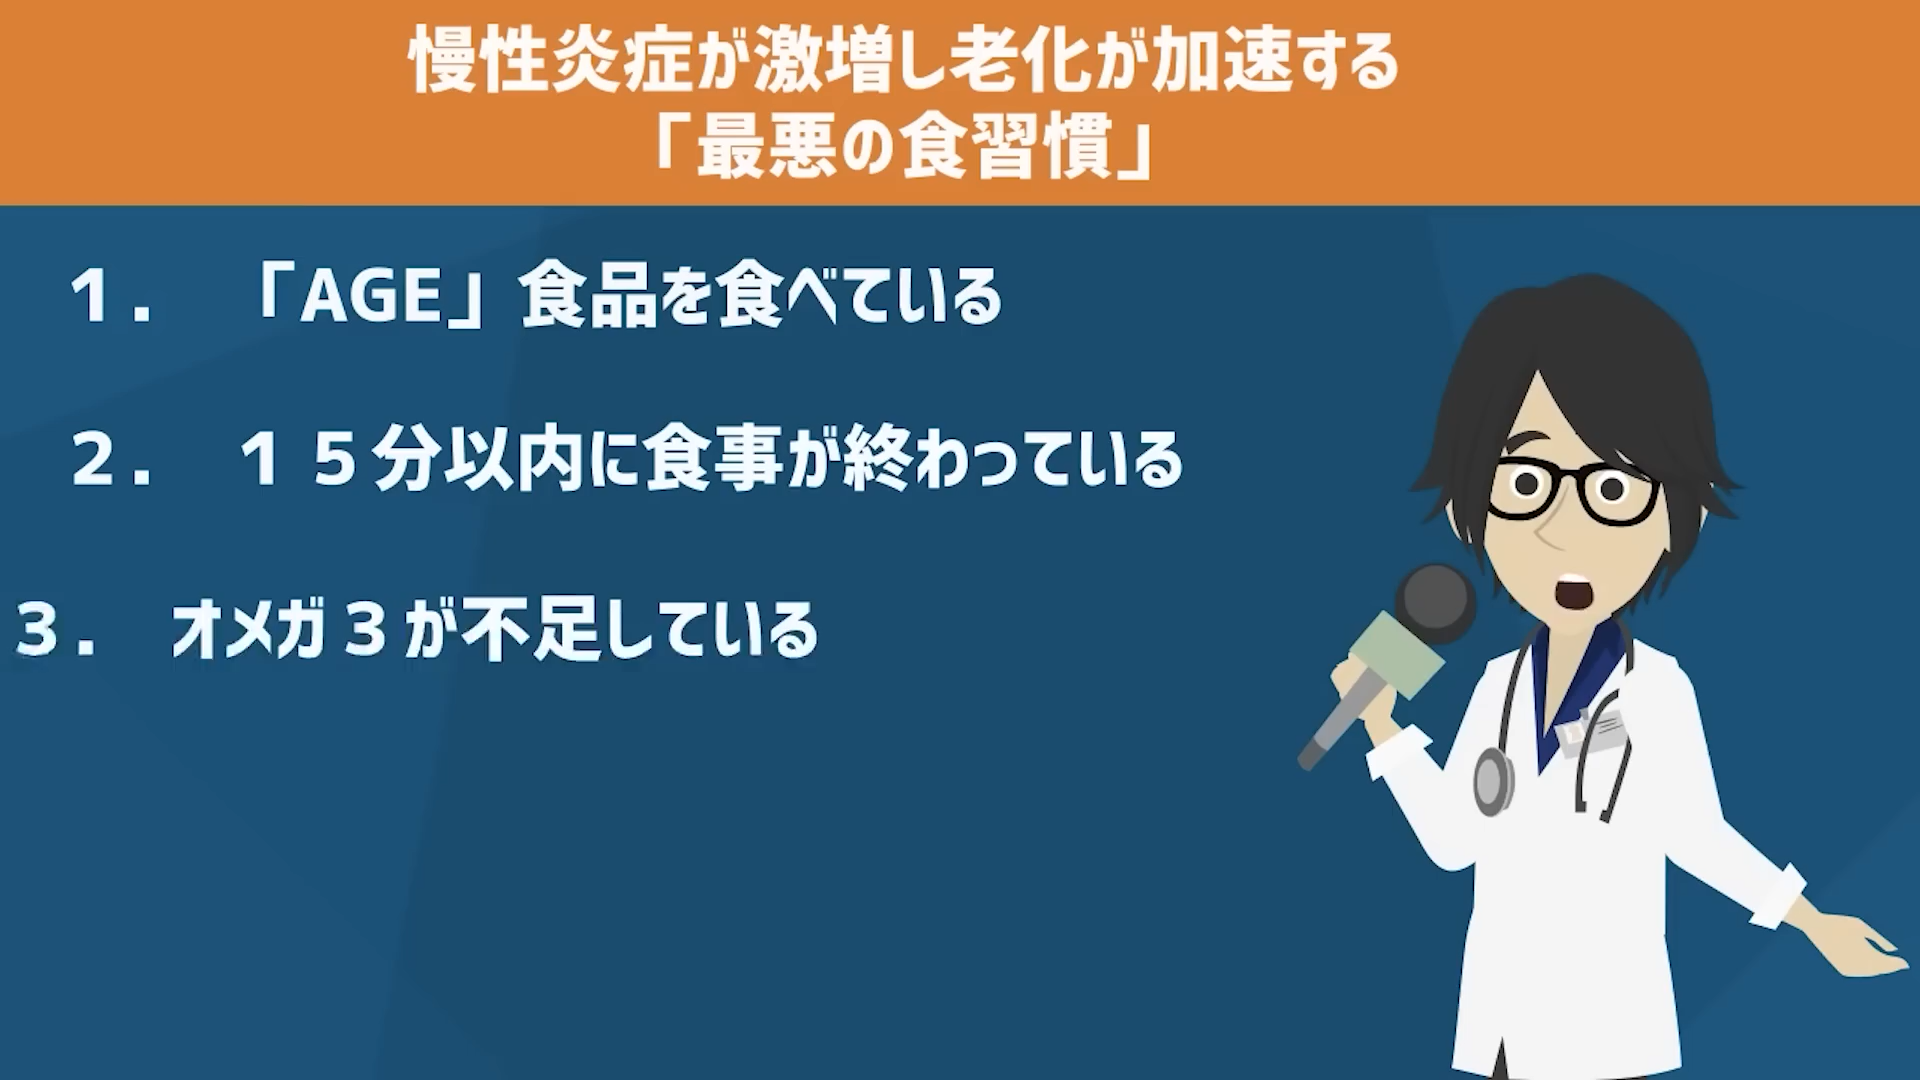 慢性炎症が激増し老化が加速する
「最悪の食習慣」
１．　「AGE」食品を食べている
２．　１５分以内に食事が終わっている
３．　オメガ３が不足している